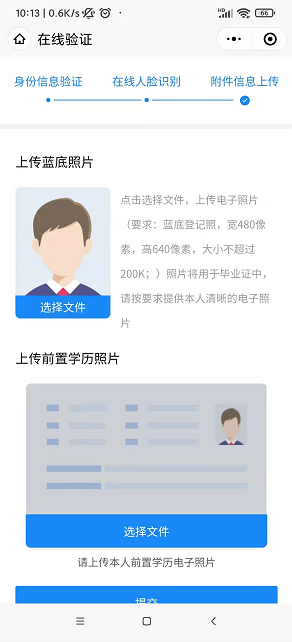 10:13 | 0.6K/s
HD
66
在线验证
身份信息验证 在线人脸识别 附件信息上传
上传蓝底照片
点击选择文件，上传电子照片
（要求：蓝底登记照，宽480像
素，高640像素，大小不超过
200K；）照片将用于毕业证中，
请按要求提供本人清晰的电子照
片
选择文件
上传前置学历照片
选择文件
请上传本人前置学历电子照片
提交